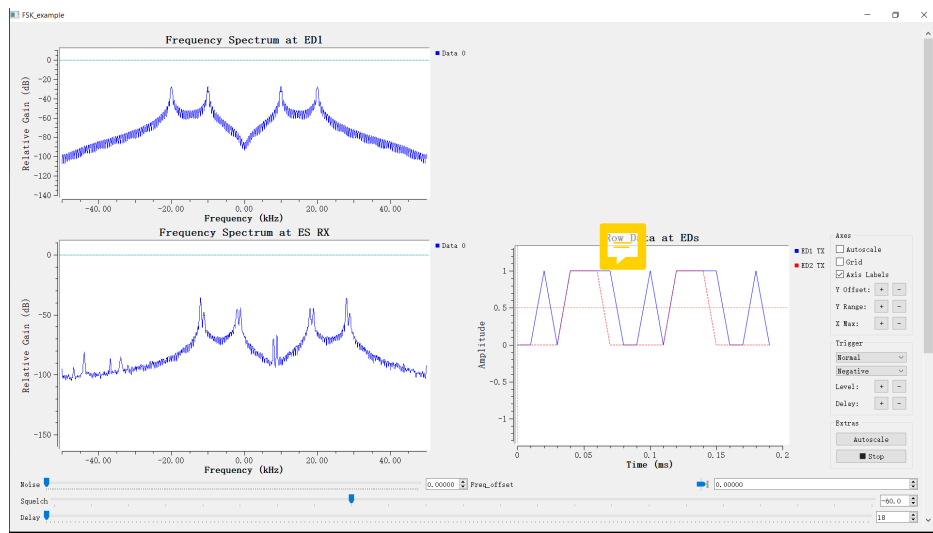 FSK_example
Frequency Spectrum at ED1
Data 0
Relative Gain (dB)
0
-20
-40
-60
-80
-100
-120
-140
-40.00 -20.00 0.00 20.00 40.00
Frequency (kHz)
Frequency Spectrum at ES RX
Data 0
Relative Gain (dB)
0
-50
-100
-150
-40.00 -20.00 0.00 20.00 40.00
Frequency (kHz)
Row Data at EDs
ED1 TX
ED2 TX
Amplitude
1
0.5
0
-0.5
-1
0 0.05 0.1 0.15 0.2
Time (ms)
Axes
Autoscale
Grid
Axis Labels
Y Offset: + -
Y Range: + -
X Max: + -
Trigger
Normal
Negative
Level: + -
Delay: + -
Extras
Autoscale
Stop
Noise 0.00000 Freq_offset 0.00000
Squelch -60.0
Delay 18